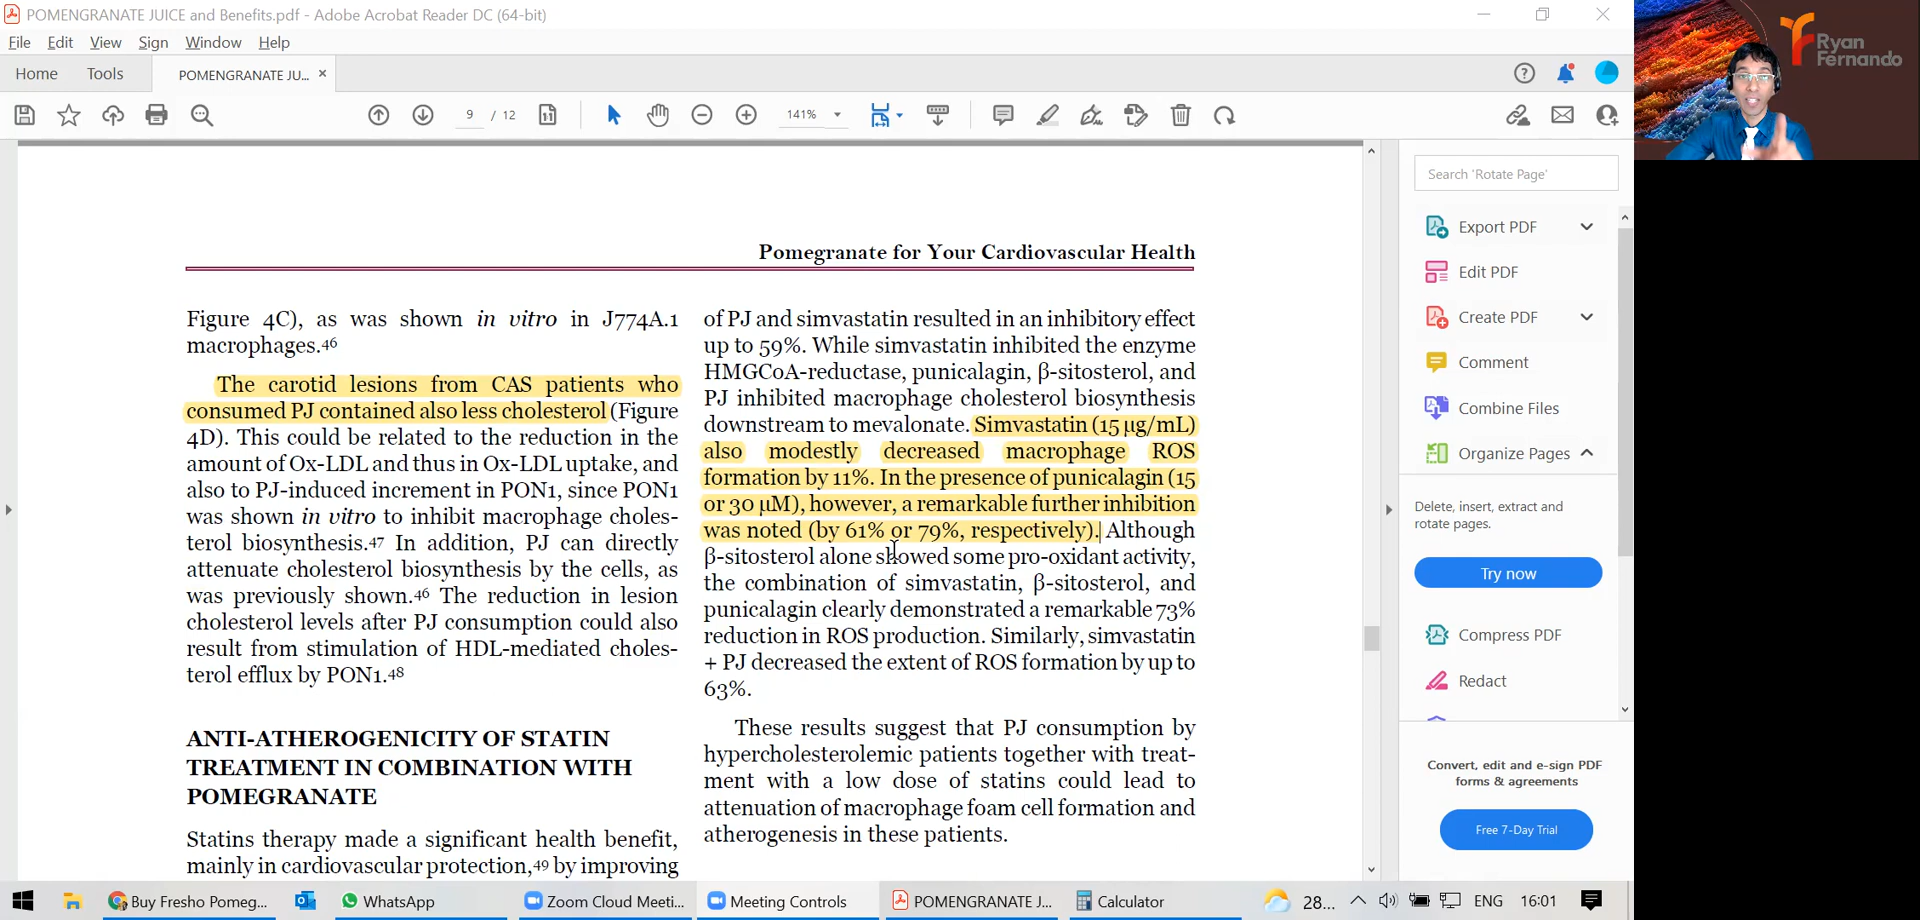 POMENGRANATE JUICE and Benefits.pdf - Adobe Acrobat Reader DC (64-bit)
File Edit View Sign Window Help
Home Tools POMENGRANATE JU... ×
9 / 12 141%
Ryan
Fernando
Search 'Rotate Page'
Export PDF
Edit PDF
Create PDF
Comment
Combine Files
Organize Pages
Delete, insert, extract and
rotate pages.
Try now
Compress PDF
Redact
Convert, edit and e-sign PDF
forms & agreements
Free 7-Day Trial
Pomegranate for Your Cardiovascular Health
Figure 4C), as was shown in vitro in J774A.1
macrophages.46
The carotid lesions from CAS patients who
consumed PJ contained also less cholesterol (Figure
4D). This could be related to the reduction in the
amount of Ox-LDL and thus in Ox-LDL uptake, and
also to PJ-induced increment in PON1, since PON1
was shown in vitro to inhibit macrophage choles-
terol biosynthesis.47 In addition, PJ can directly
attenuate cholesterol biosynthesis by the cells, as
was previously shown.46 The reduction in lesion
cholesterol levels after PJ consumption could also
result from stimulation of HDL-mediated choles-
terol efflux by PON1.48
ANTI-ATHEROGENICITY OF STATIN
TREATMENT IN COMBINATION WITH
POMEGRANATE
Statins therapy made a significant health benefit,
mainly in cardiovascular protection,49 by improving
of PJ and simvastatin resulted in an inhibitory effect
up to 59%. While simvastatin inhibited the enzyme
HMGCoA-reductase, punicalagin, β-sitosterol, and
PJ inhibited macrophage cholesterol biosynthesis
downstream to mevalonate. Simvastatin (15 µg/mL)
also modestly decreased macrophage ROS
formation by 11%. In the presence of punicalagin (15
or 30 µM), however, a remarkable further inhibition
was noted (by 61% or 79%, respectively). Although
β-sitosterol alone showed some pro-oxidant activity,
the combination of simvastatin, β-sitosterol, and
punicalagin clearly demonstrated a remarkable 73%
reduction in ROS production. Similarly, simvastatin
+ PJ decreased the extent of ROS formation by up to
63%.
These results suggest that PJ consumption by
hypercholesterolemic patients together with treat-
ment with a low dose of statins could lead to
attenuation of macrophage foam cell formation and
atherogenesis in these patients.
Buy Fresho Pomeg... WhatsApp Zoom Cloud Meeti... Meeting Controls POMENGRANATE J... Calculator 28... ENG 16:01